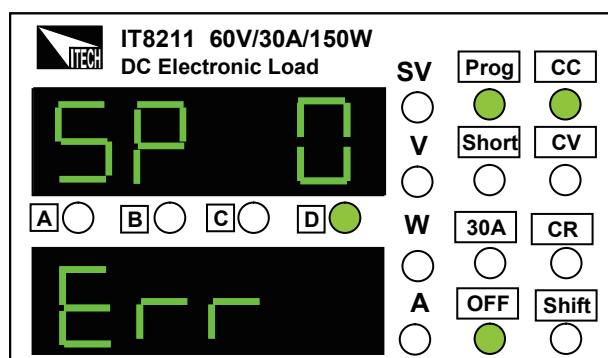 ITECH
IT8211 60V/30A/150W
DC Electronic Load
SV Prog CC
SP 0
V Short CV
A B C D
W 30A CR
Err
A OFF Shift